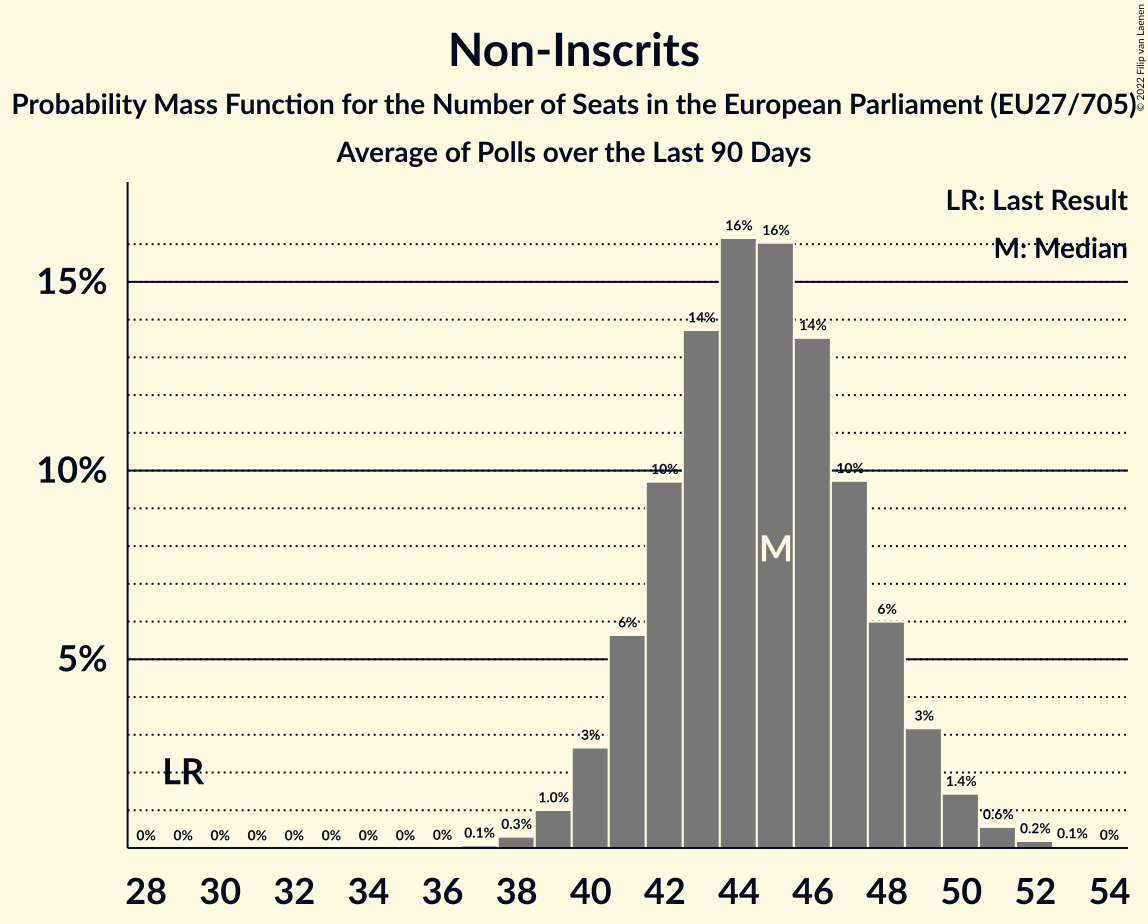 Non-Inscrits
Probability Mass Function for the Number of Seats in the European Parliament (EU27/705)
Average of Polls over the Last 90 Days
© 2022 Filip van Laenen
LR: Last Result
M: Median
15%
10%
5%
LR
M
0% 0% 0% 0% 0% 0% 0% 0% 0% 0.1% 0.3% 1.0% 3% 6% 10% 14% 16% 16% 14% 10% 6% 3% 1.4% 0.6% 0.2% 0.1% 0%
28 30 32 34 36 38 40 42 44 46 48 50 52 54